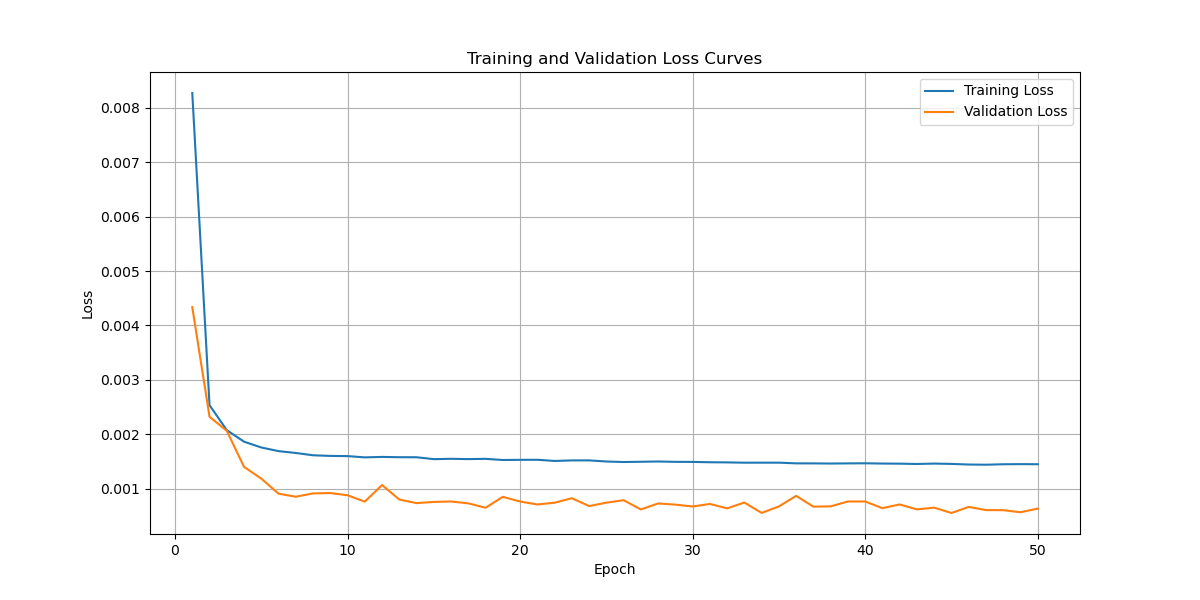 Training and Validation Loss Curves
Training Loss
Validation Loss
0.008
0.007
0.006
0.005
0.004
0.003
0.002
0.001
Loss
0 10 20 30 40 50
Epoch